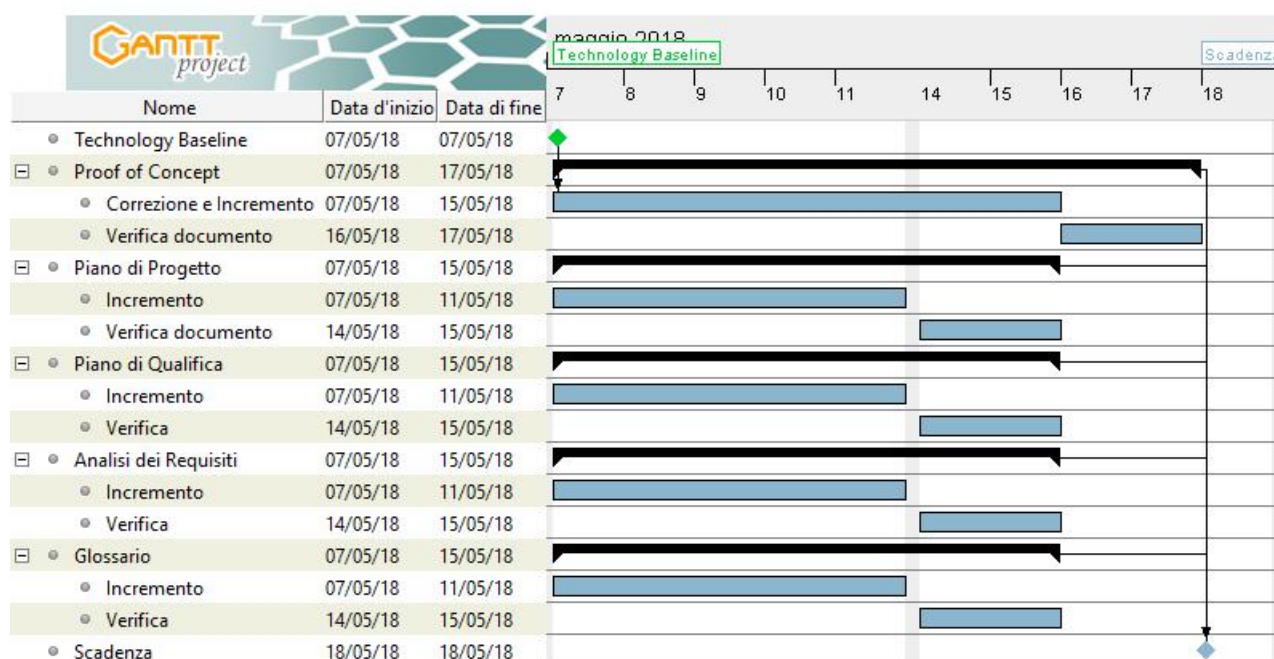 GANTT
project
maggio 2018
Technology Baseline
Scadenz
7 8 9 10 11 14 15 16 17 18
Nome Data d'inizio Data di fine
Technology Baseline 07/05/18 07/05/18
Proof of Concept 07/05/18 17/05/18
Correzione e Incremento 07/05/18 15/05/18
Verifica documento 16/05/18 17/05/18
Piano di Progetto 07/05/18 15/05/18
Incremento 07/05/18 11/05/18
Verifica documento 14/05/18 15/05/18
Piano di Qualifica 07/05/18 15/05/18
Incremento 07/05/18 11/05/18
Verifica 14/05/18 15/05/18
Analisi dei Requisiti 07/05/18 15/05/18
Incremento 07/05/18 11/05/18
Verifica 14/05/18 15/05/18
Glossario 07/05/18 15/05/18
Incremento 07/05/18 11/05/18
Verifica 14/05/18 15/05/18
Scadenza 18/05/18 18/05/18